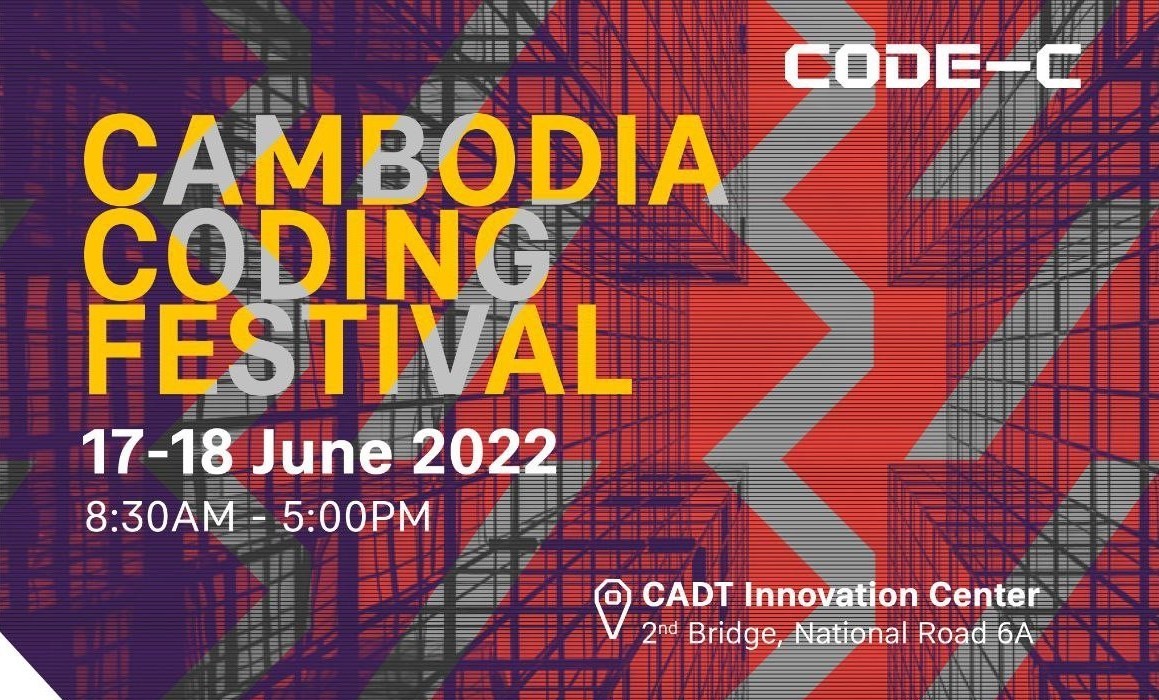 CODE-C
CAMBODIA
CODING
FESTIVAL
17-18 June 2022
8:30AM - 5:00PM
CADT Innovation Center
2nd Bridge, National Road 6A